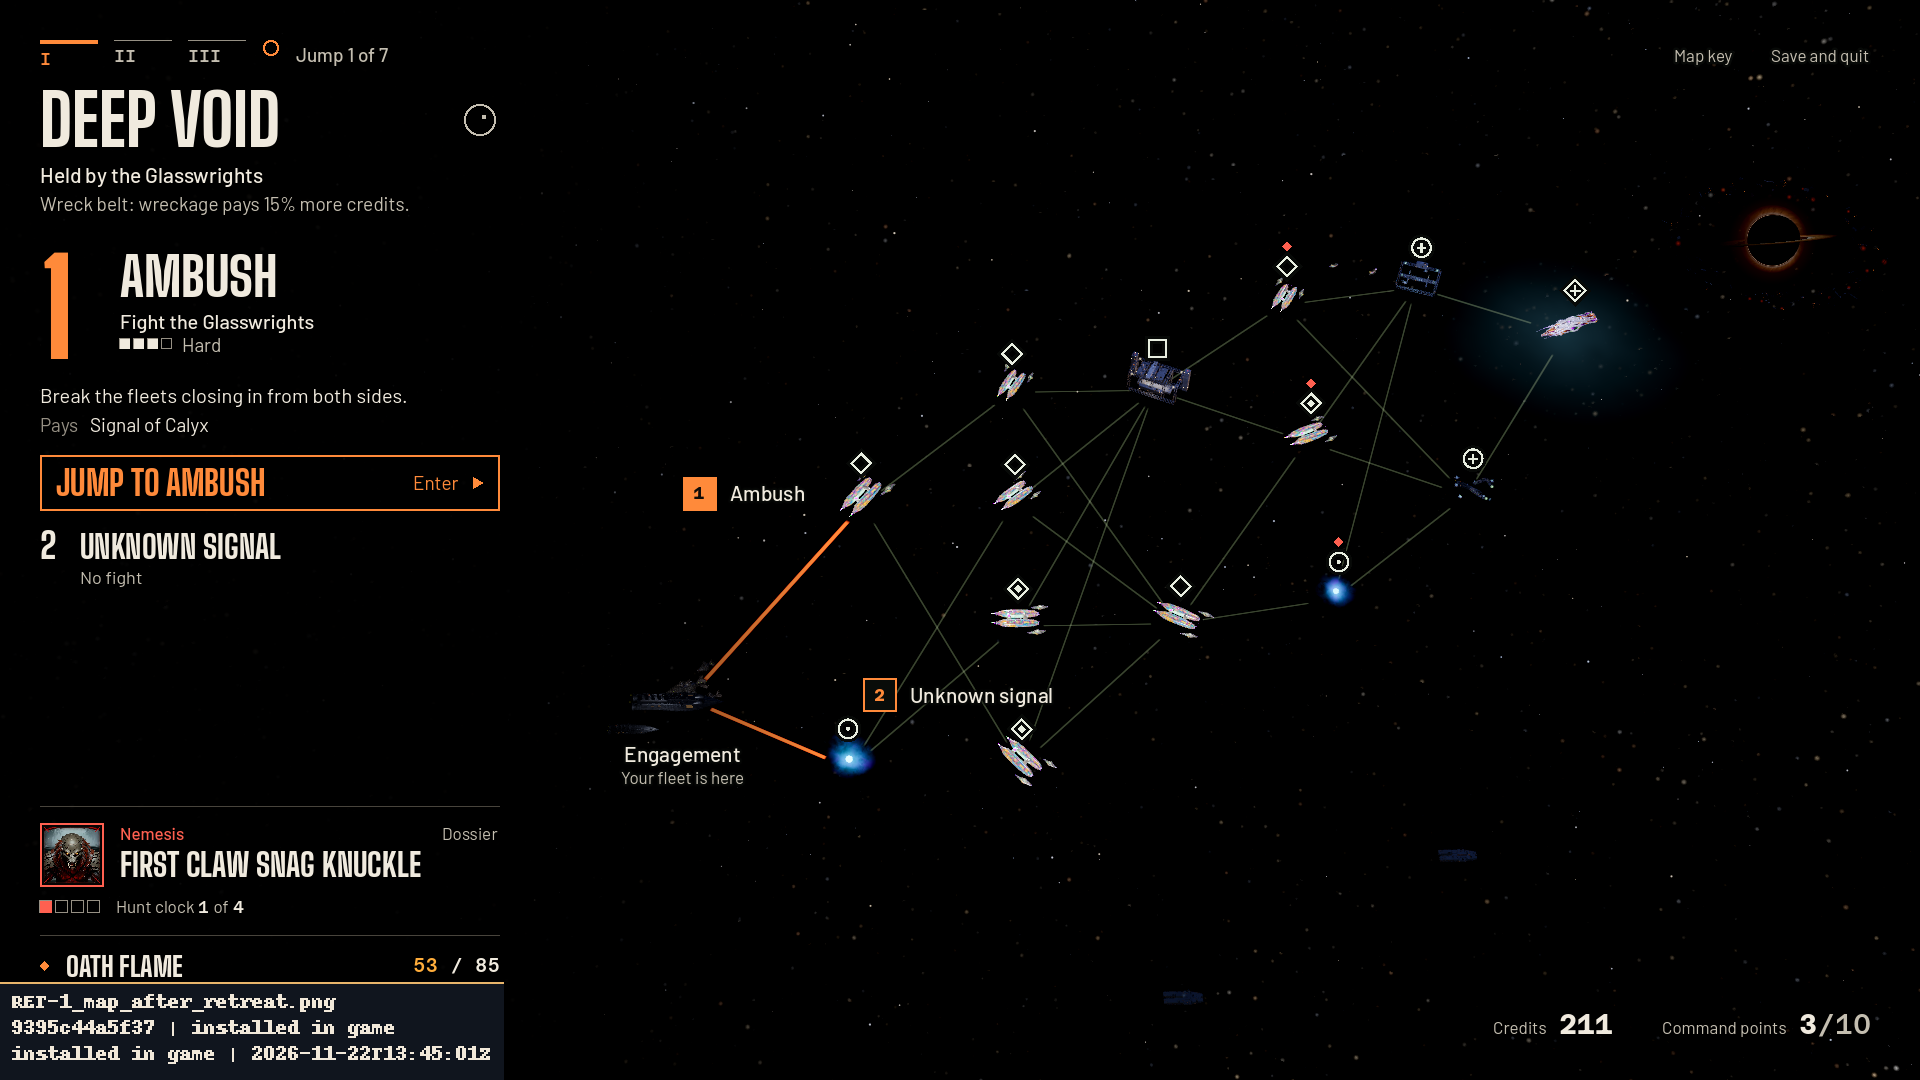 I II III Jump 1 of 7
Map key Save and quit
DEEP VOID
Held by the Glasswrights
Wreck belt: wreckage pays 15% more credits.
1 AMBUSH
Fight the Glasswrights
Hard
Break the fleets closing in from both sides.
Pays Signal of Calyx
JUMP TO AMBUSH Enter
2 UNKNOWN SIGNAL
No fight
1 Ambush
2 Unknown signal
Engagement
Your fleet is here
Nemesis Dossier
FIRST CLAW SNAG KNUCKLE
Hunt clock 1 of 4
OATH FLAME 53 / 85
REF-1_map_after_retreat.png
9395c44a5f37 | installed in game
installed in game | 2026-11-22T13:45:01Z
Credits 211 Command points 3/10